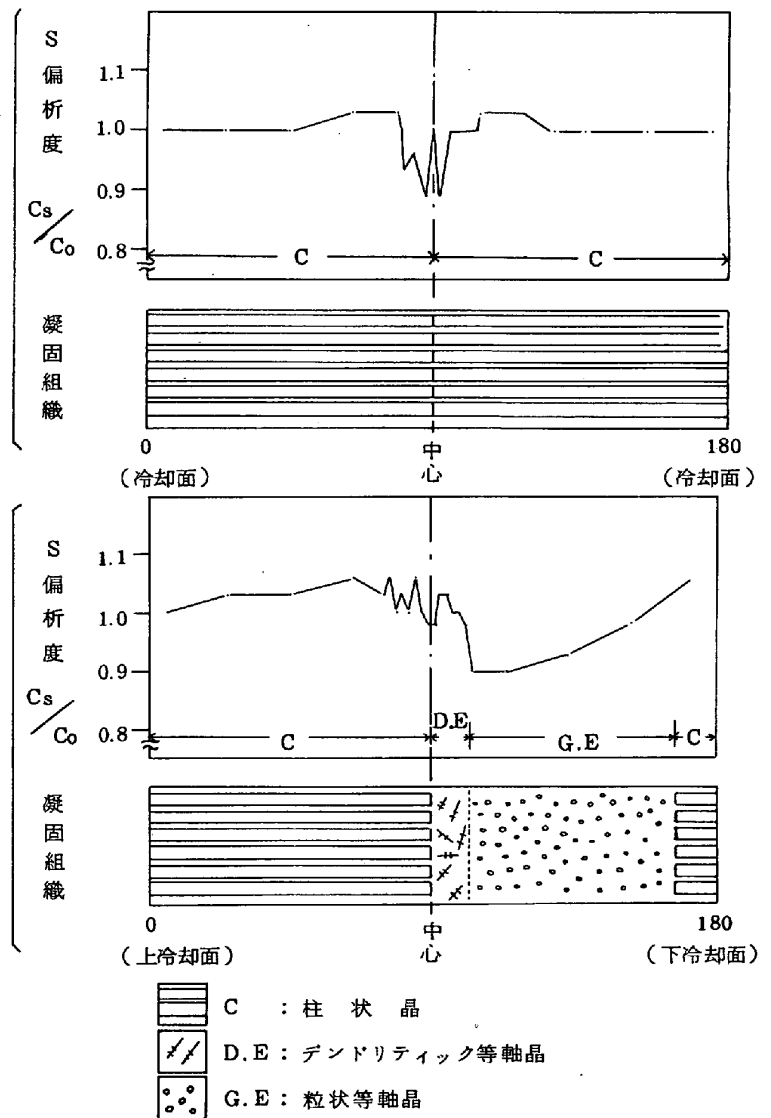 S
偏
析
度
Cs/Co
1.1
1.0
0.9
0.8
C
C
凝
固
組
織
0
中
心
180
(冷却面)
(冷却面)
S
偏
析
度
Cs/Co
1.1
1.0
0.9
0.8
C
D.E
G.E
C
凝
固
組
織
0
中
心
180
(上冷却面)
(下冷却面)
C : 柱状晶
D.E : デンドリティック等軸晶
G.E : 粒状等軸晶